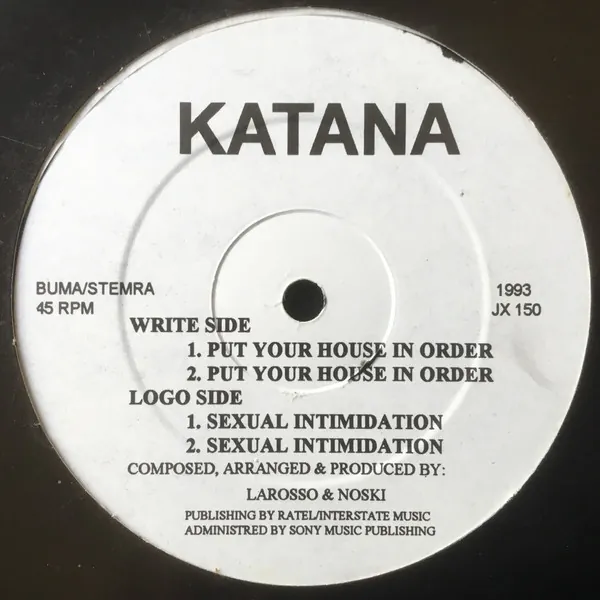 KATANA
BUMA/STEMRA
45 RPM
1993
JX 150
WRITE SIDE
1. PUT YOUR HOUSE IN ORDER
2. PUT YOUR HOUSE IN ORDER
LOGO SIDE
1. SEXUAL INTIMIDATION
2. SEXUAL INTIMIDATION
COMPOSED, ARRANGED & PRODUCED BY:
LAROSSO & NOSKI
PUBLISHING BY RATEL/INTERSTATE MUSIC
ADMINISTRED BY SONY MUSIC PUBLISHING